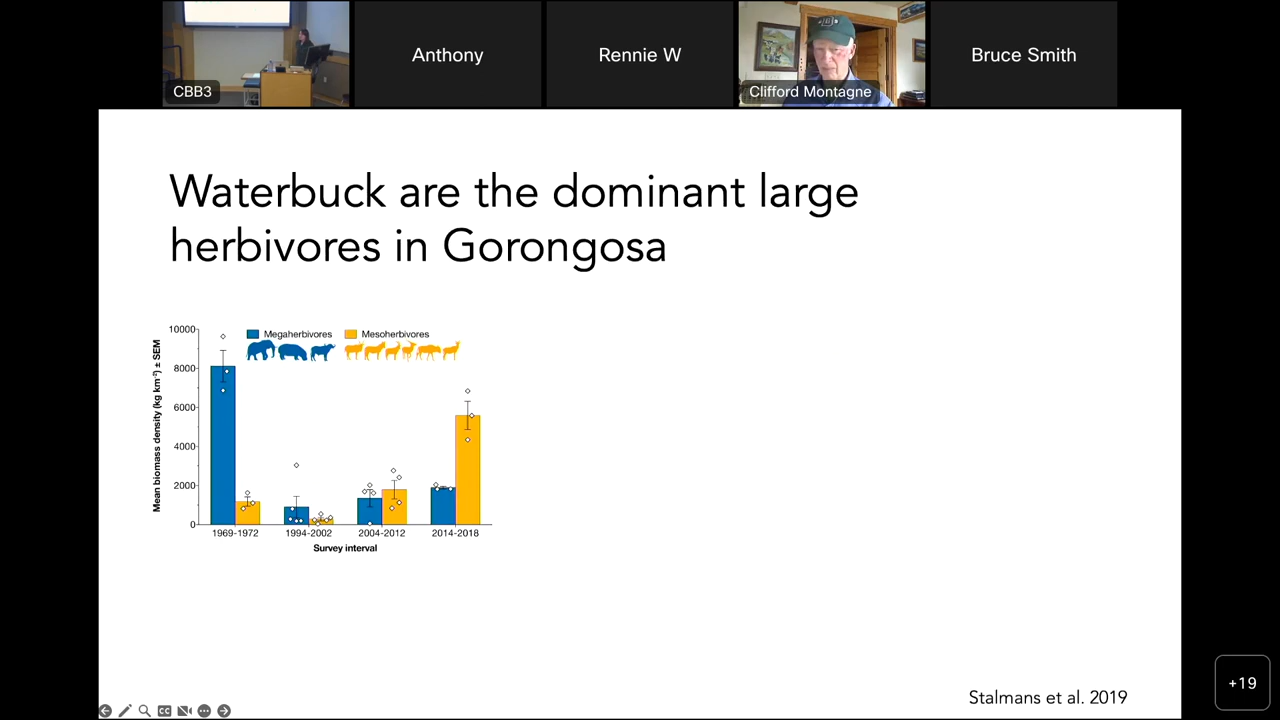 CBB3
Anthony
Rennie W
Clifford Montagne
Bruce Smith
Waterbuck are the dominant large
herbivores in Gorongosa
Megaherbivores
Mesoherbivores
Mean biomass density (kg km⁻²) ± SEM
10000
8000
6000
4000
2000
0
1969-1972
1994-2002
2004-2012
2014-2018
Survey interval
Stalmans et al. 2019
CC
+19